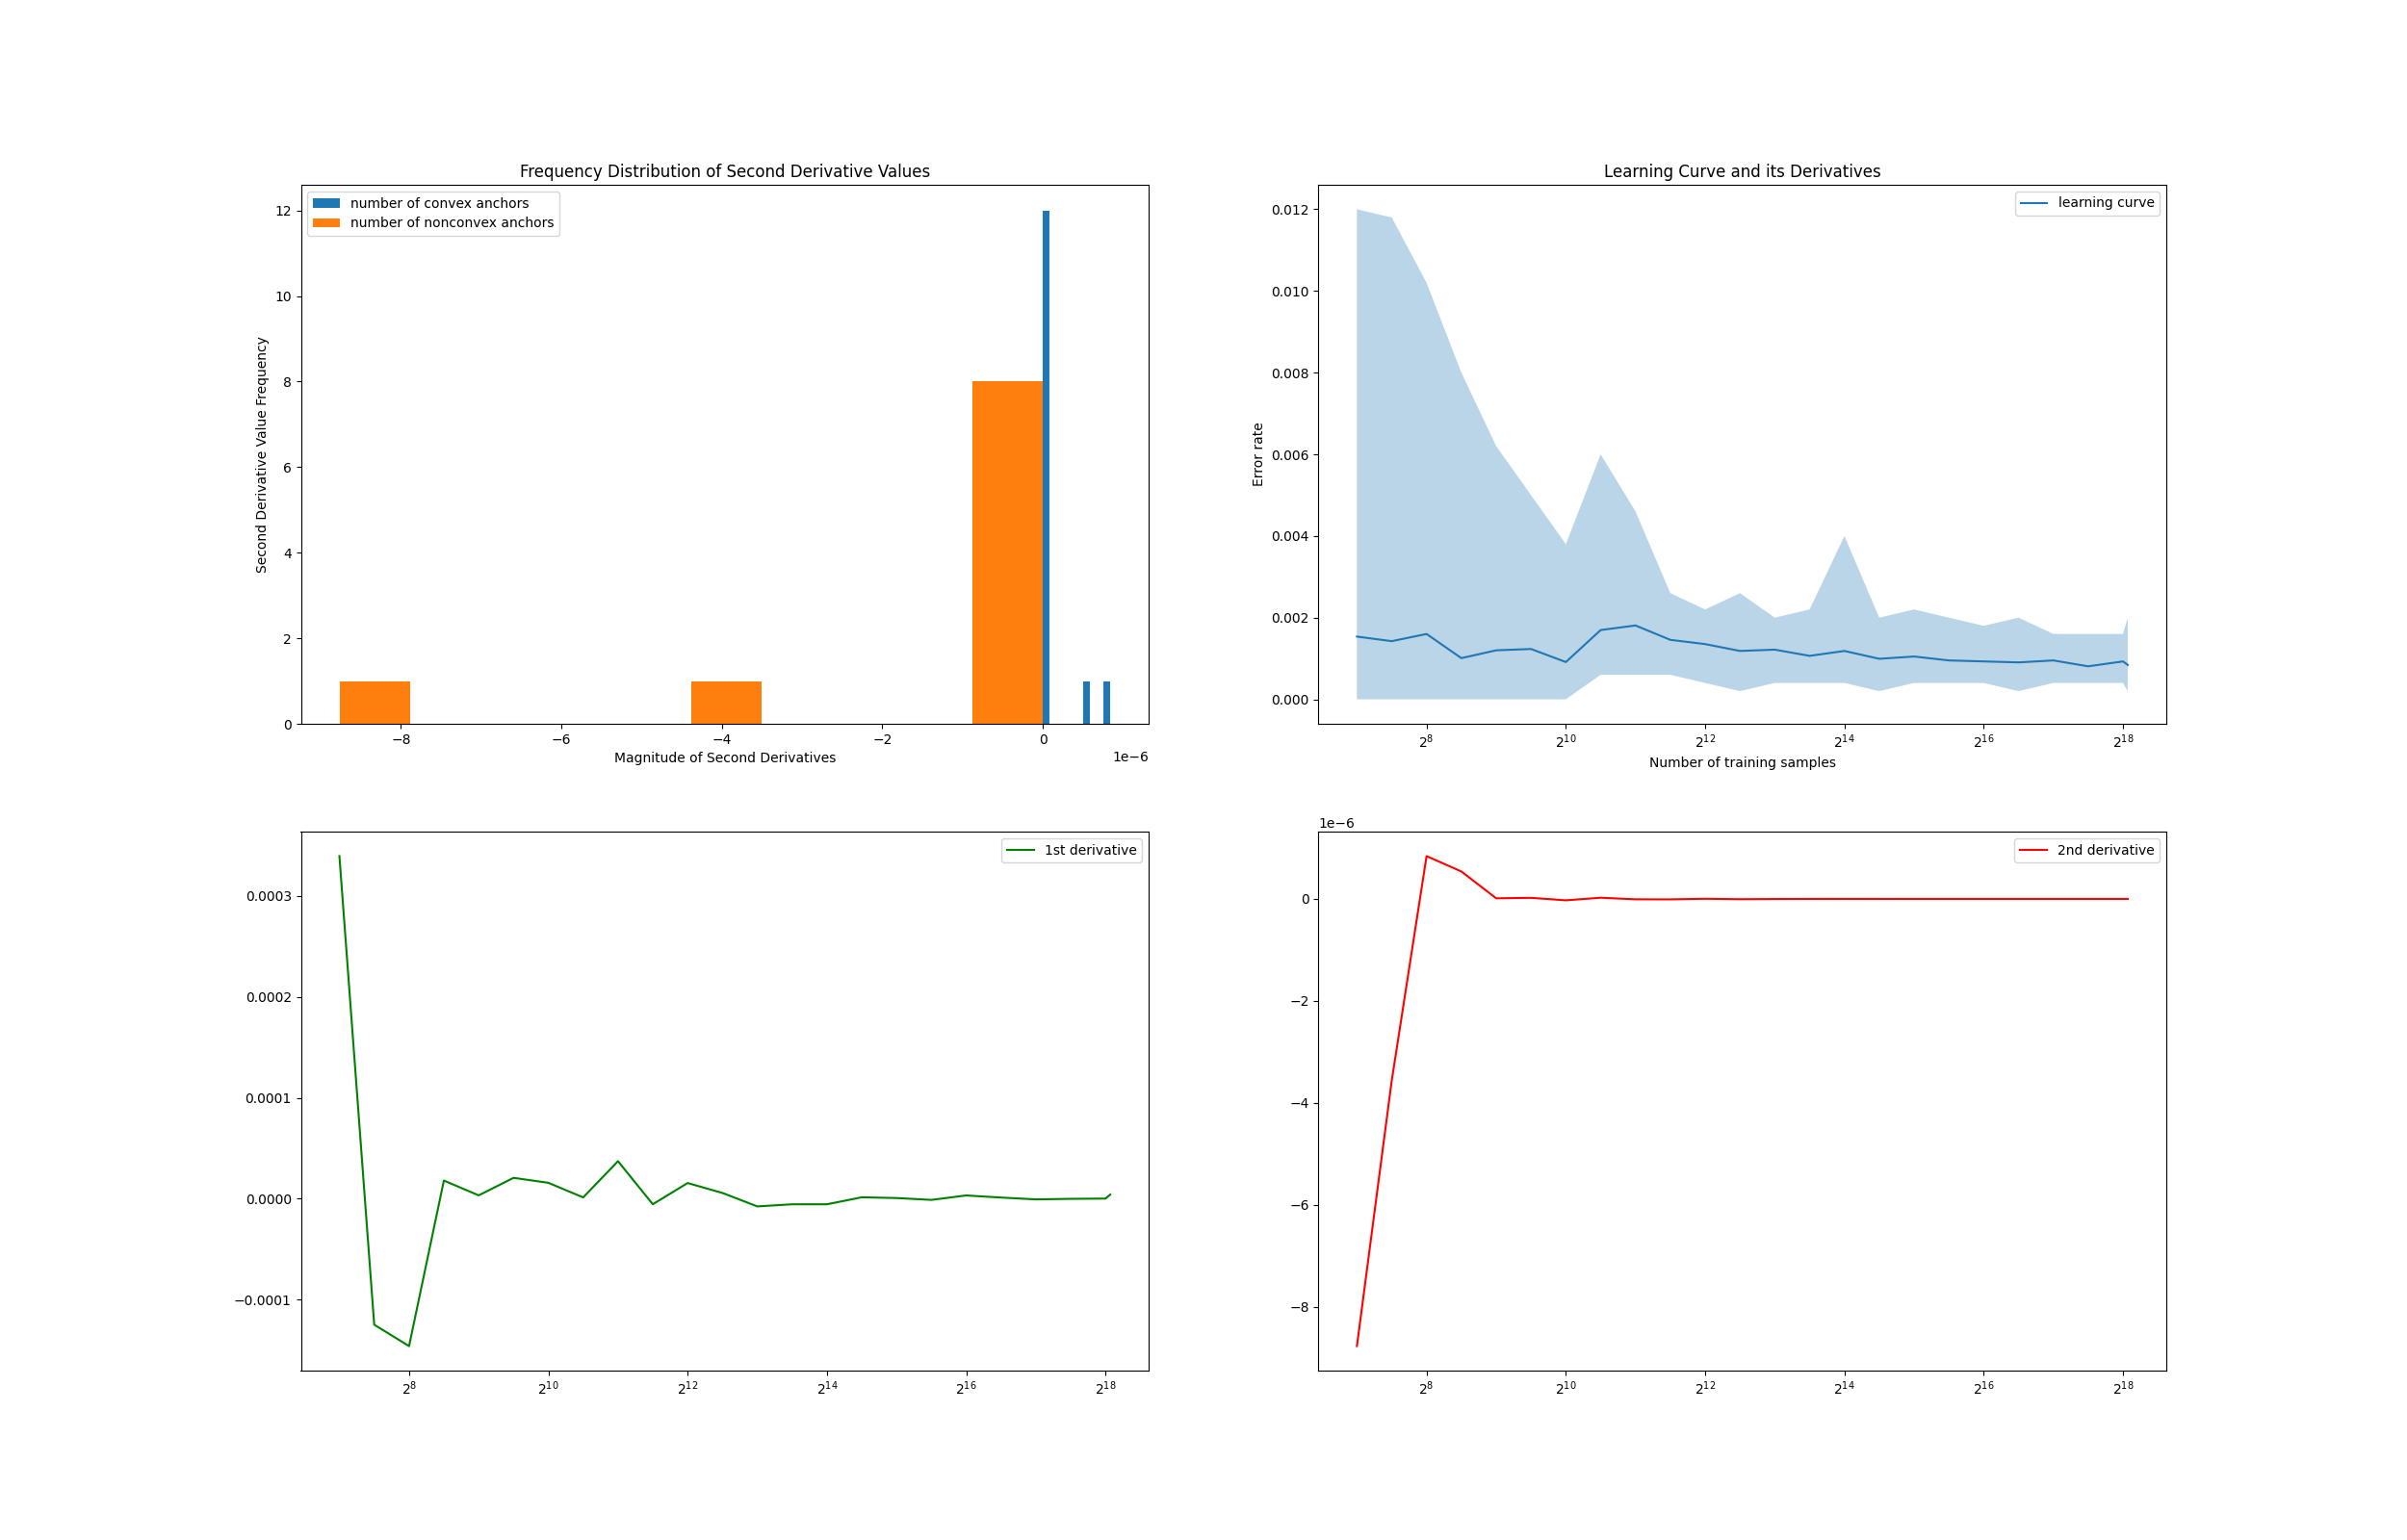 Frequency Distribution of Second Derivative Values
number of convex anchors
number of nonconvex anchors
Second Derivative Value Frequency
12
10
8
6
4
2
0
−8 −6 −4 −2 0
1e−6
Magnitude of Second Derivatives
Learning Curve and its Derivatives
learning curve
Error rate
0.012
0.010
0.008
0.006
0.004
0.002
0.000
2^8 2^10 2^12 2^14 2^16 2^18
Number of training samples
1st derivative
0.0003
0.0002
0.0001
0.0000
−0.0001
2^8 2^10 2^12 2^14 2^16 2^18
1e−6
2nd derivative
0
−2
−4
−6
−8
2^8 2^10 2^12 2^14 2^16 2^18